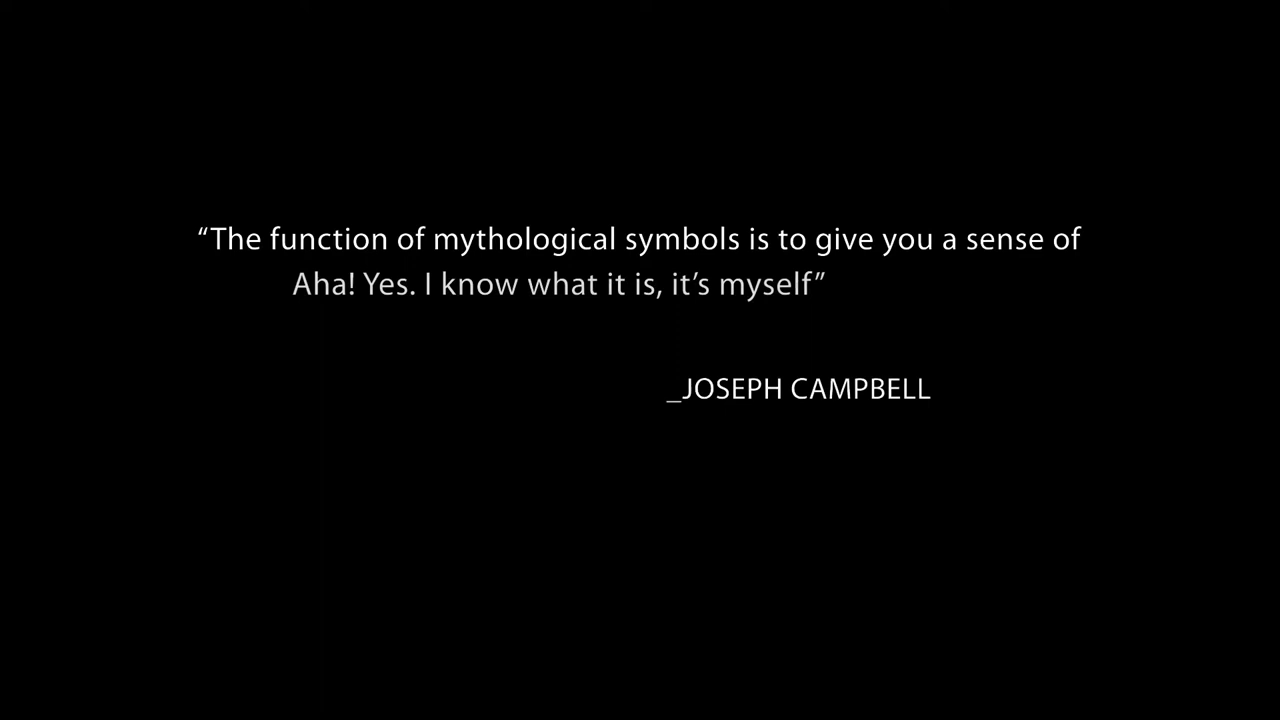 “The function of mythological symbols is to give you a sense of
Aha! Yes. I know what it is, it’s myself”
_JOSEPH CAMPBELL